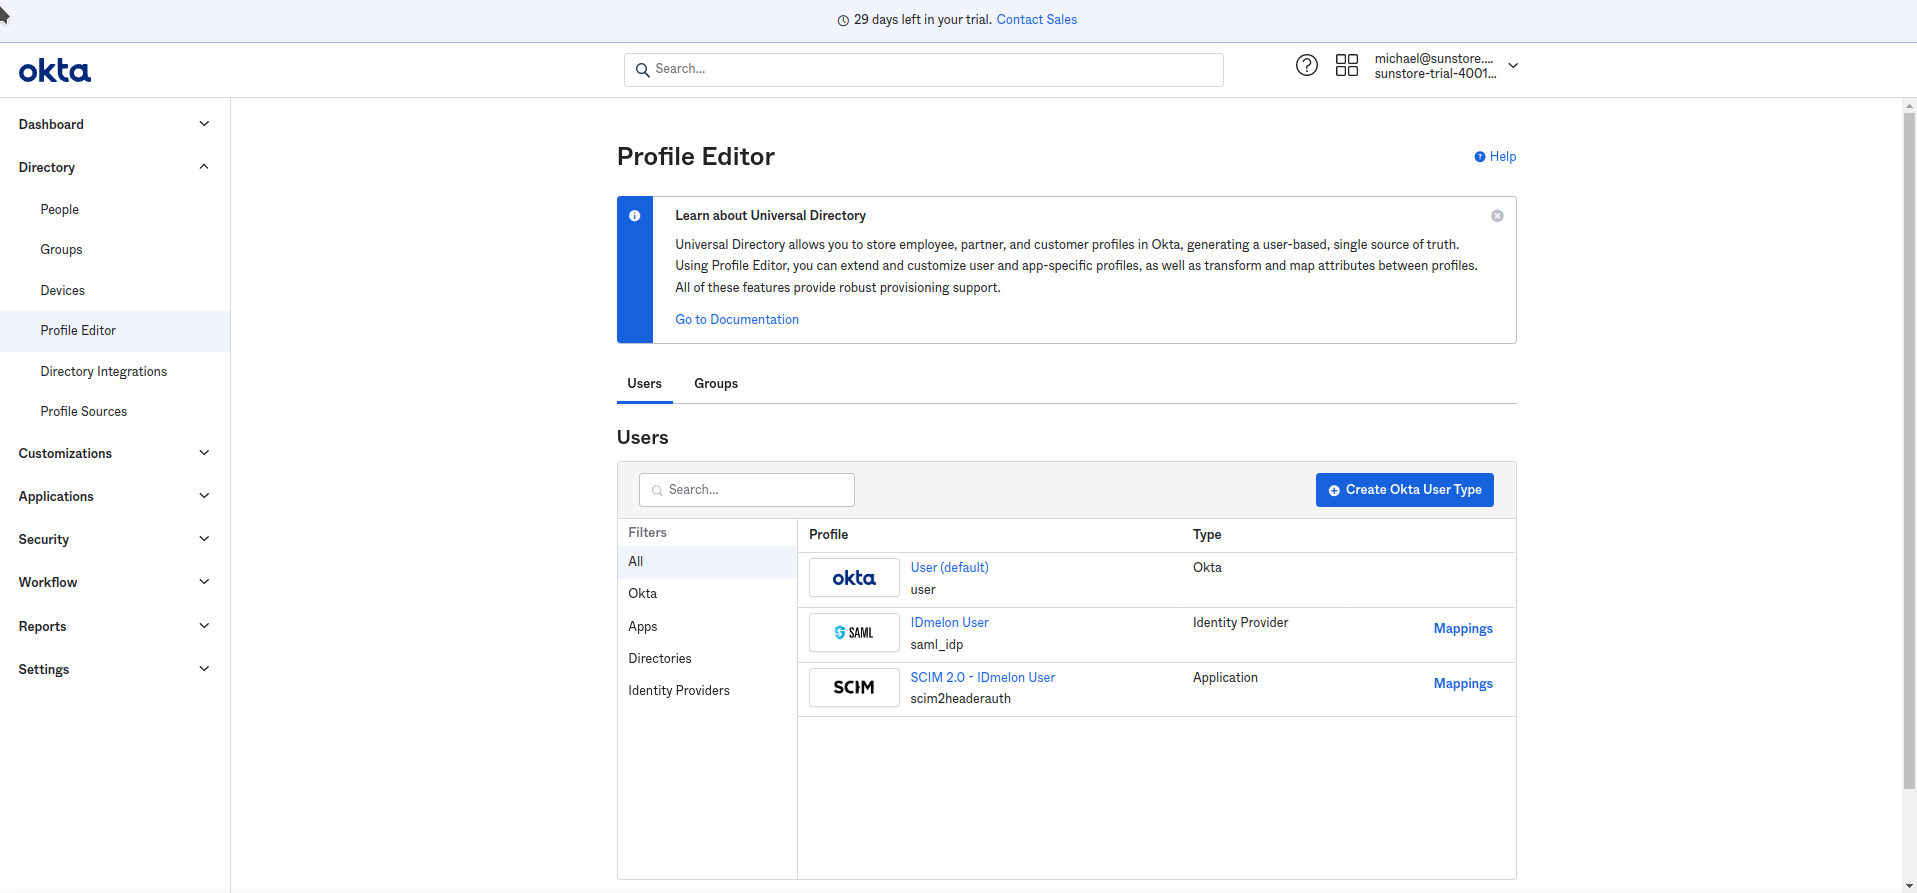 29 days left in your trial. Contact Sales
okta
Search...
michael@sunstore....
sunstore-trial-4001...
Dashboard
Directory
People
Groups
Devices
Profile Editor
Directory Integrations
Profile Sources
Customizations
Applications
Security
Workflow
Reports
Settings
Profile Editor
Help
Learn about Universal Directory
Universal Directory allows you to store employee, partner, and customer profiles in Okta, generating a user-based, single source of truth.
Using Profile Editor, you can extend and customize user and app-specific profiles, as well as transform and map attributes between profiles.
All of these features provide robust provisioning support.
Go to Documentation
Users Groups
Users
Search...
Create Okta User Type
Filters
All
Okta
Apps
Directories
Identity Providers
Profile Type
okta User (default) Okta
user
SAML IDmelon User Identity Provider Mappings
saml_idp
SCIM SCIM 2.0 - IDmelon User Application Mappings
scim2headerauth